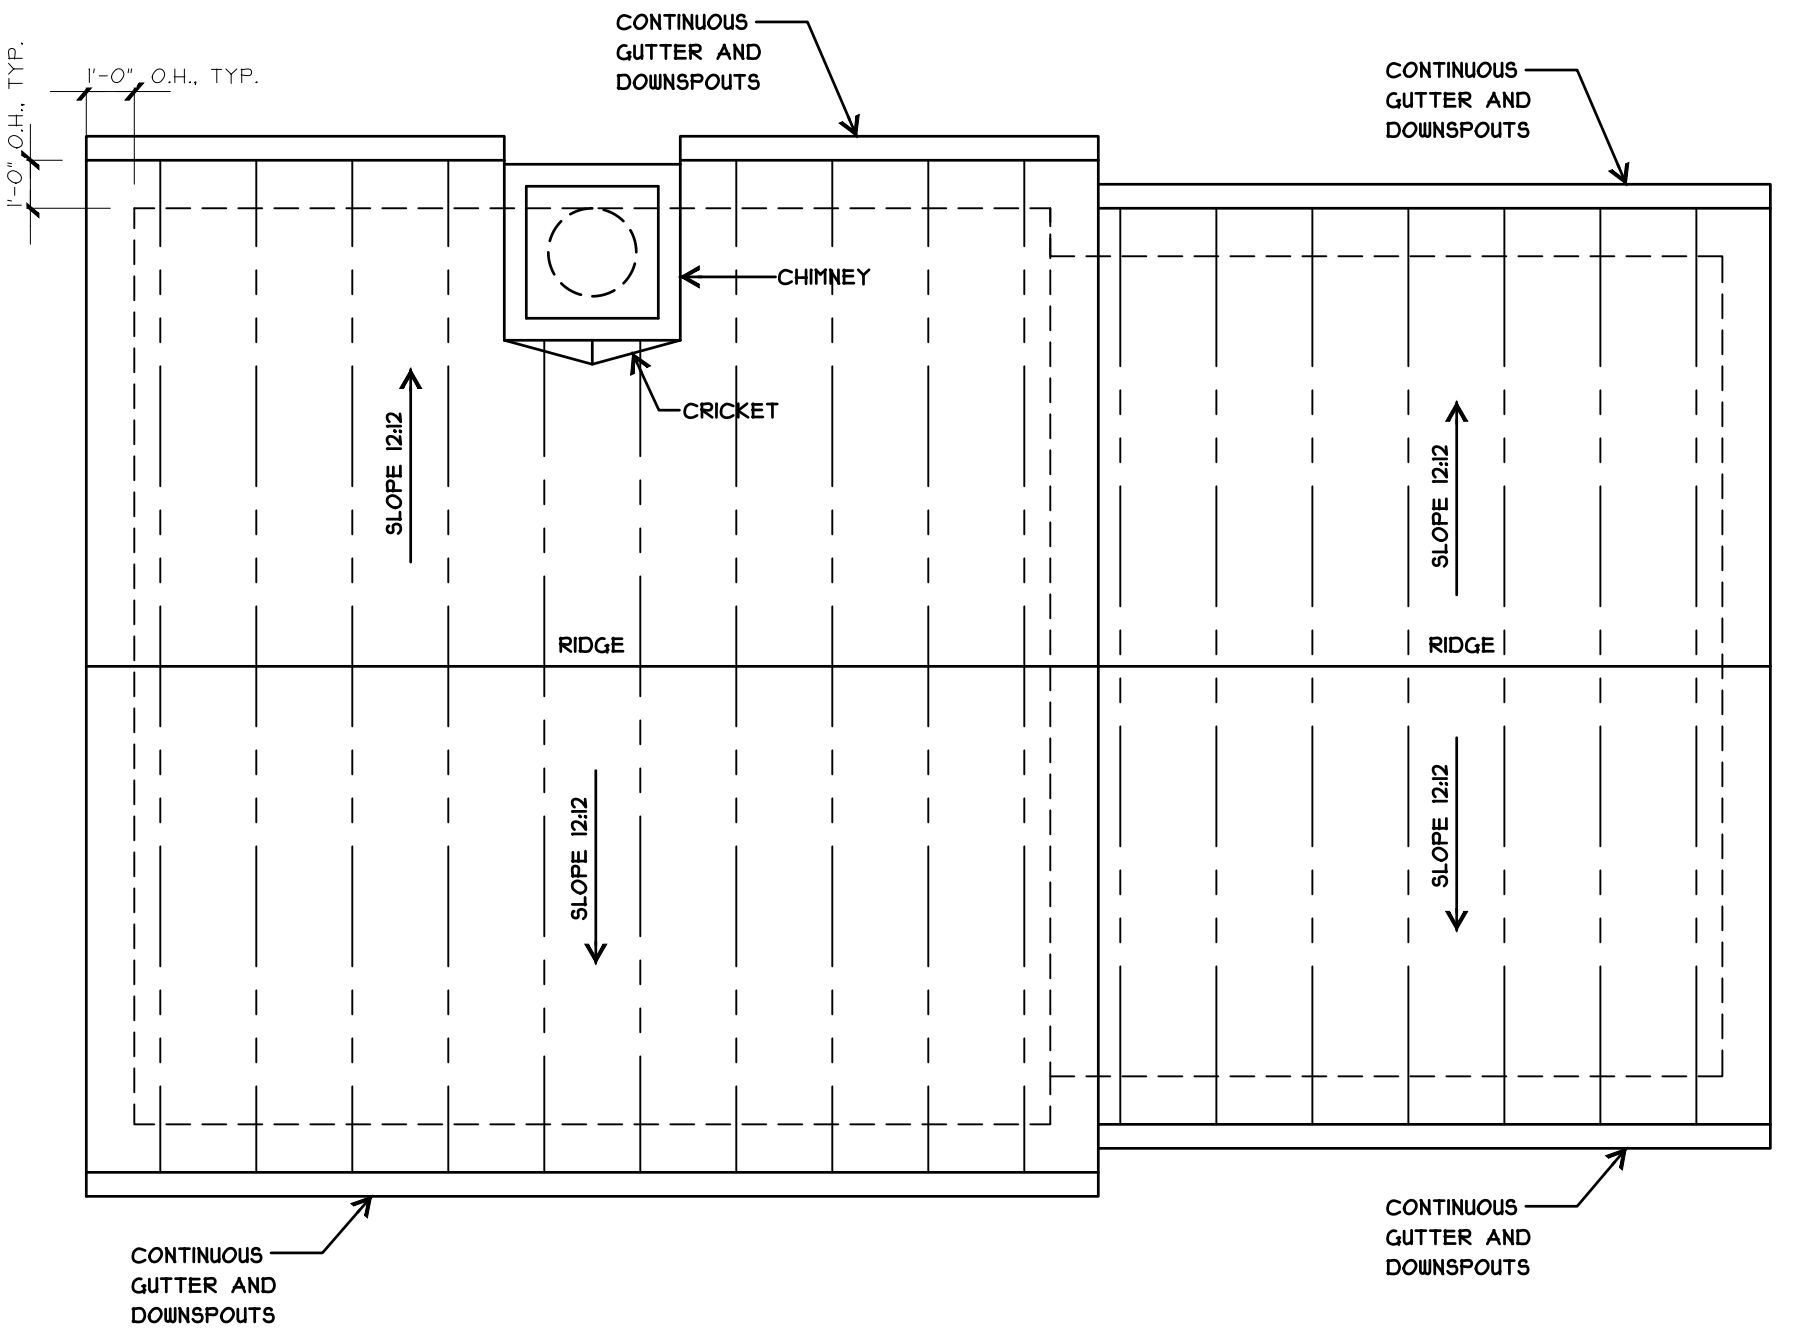 CONTINUOUS
GUTTER AND
DOWNSPOUTS
CONTINUOUS
GUTTER AND
DOWNSPOUTS
1'-0" O.H., TYP.
1'-0" O.H., TYP.
CHIMNEY
CRICKET
SLOPE 12:12
SLOPE 12:12
RIDGE
RIDGE
SLOPE 12:12
SLOPE 12:12
CONTINUOUS
GUTTER AND
DOWNSPOUTS
CONTINUOUS
GUTTER AND
DOWNSPOUTS